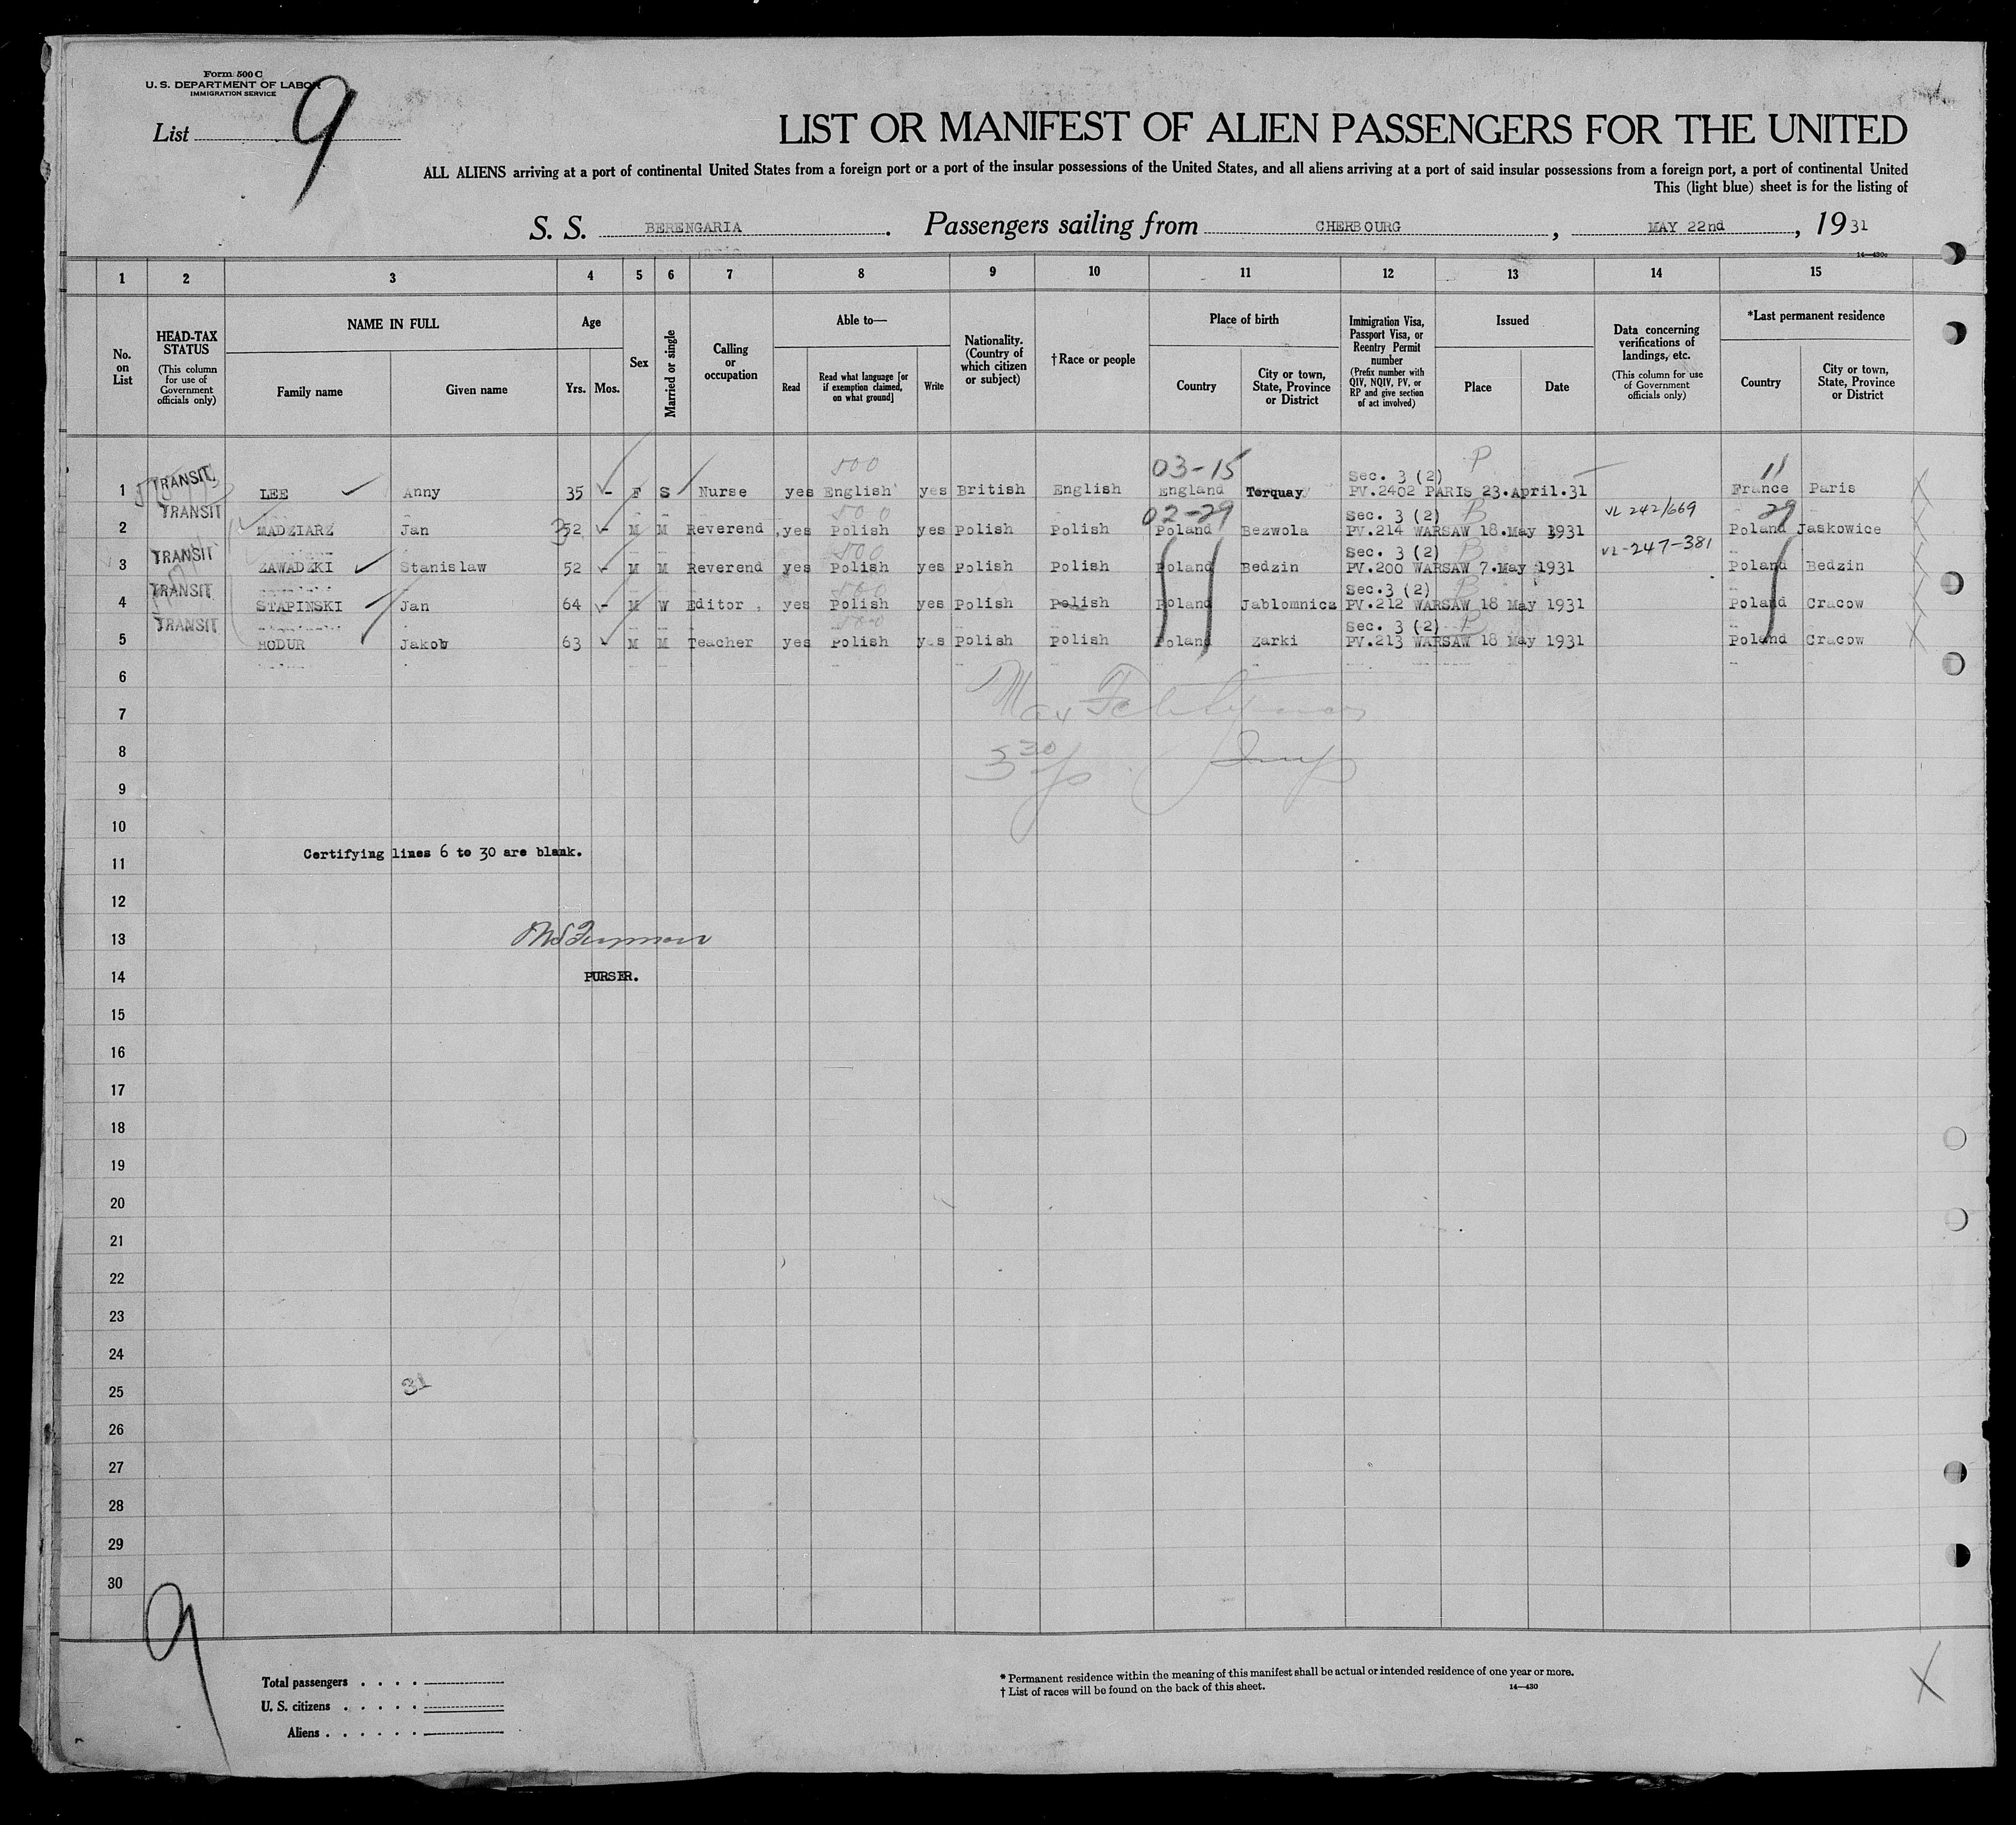 Form 500 C
U. S. DEPARTMENT OF LABOR
IMMIGRATION SERVICE
List 9
LIST OR MANIFEST OF ALIEN PASSENGERS FOR THE UNITED
ALL ALIENS arriving at a port of continental United States from a foreign port or a port of the insular possessions of the United States, and all aliens arriving at a port of said insular possessions from a foreign port, a port of continental United
This (light blue) sheet is for the listing of
S. S. BERENGARIA. Passengers sailing from CHERBOURG, MAY 22nd, 1931
14—430c
1 2 3 4 5 6 7 8 9 10 11 12 13 14 15
No. on List
HEAD-TAX STATUS (This column for use of Government officials only)
NAME IN FULL Family name Given name
Age Yrs. Mos.
Sex
Married or single
Calling or occupation
Able to— Read Read what language [or if exemption claimed, on what ground] Write
Nationality. (Country of which citizen or subject)
†Race or people
Place of birth Country City or town, State, Province or District
Immigration Visa, Passport Visa, or Reentry Permit number (Prefix number with QIV, NQIV, PV, or RP and give section of act involved)
Issued Place Date
Data concerning verifications of landings, etc. (This column for use of Government officials only)
*Last permanent residence Country City or town, State, Province or District
500 03-15 Sec. 3 (2) P 11
1 TRANSIT LEE Anny 35 - F S Nurse yes English yes British English England Torquay PV.2402 PARIS 23.April.31 France Paris
500 02-29 Sec. 3 (2) B VL 242/669 29
2 TRANSIT MADZIARZ Jan 52 - M M Reverend yes Polish yes Polish Polish Poland Bezwola PV.214 WARSAW 18.May 1931 Poland Jaskowice
500 Sec. 3 (2) B VL-247-381
3 TRANSIT ZAWADZKI Stanislaw 52 - M M Reverend yes Polish yes Polish Polish Poland Bedzin PV.200 WARSAW 7.May 1931 Poland Bedzin
500 Sec.3 (2) B
4 TRANSIT STAPINSKI Jan 64 - M W Editor yes Polish yes Polish Polish Poland Jablomnica PV.212 WARSAW 18 May 1931 Poland Cracow
500 Sec. 3 (2) B
5 TRANSIT HODUR Jakob 63 M M Teacher yes Polish yes Polish Polish Poland Zarki PV.213 WARSAW 18 May 1931 Poland Cracow
6
7 Max
8
9 5 30 p
10
11 Certifying lines 6 to 30 are blank.
12
13
14 PURSER.
15
16
17
18
19
20
21
22
23
24
25 31
26
27
28
29
30
9
Total passengers
U. S. citizens
Aliens
* Permanent residence within the meaning of this manifest shall be actual or intended residence of one year or more.
† List of races will be found on the back of this sheet.
14—430
X